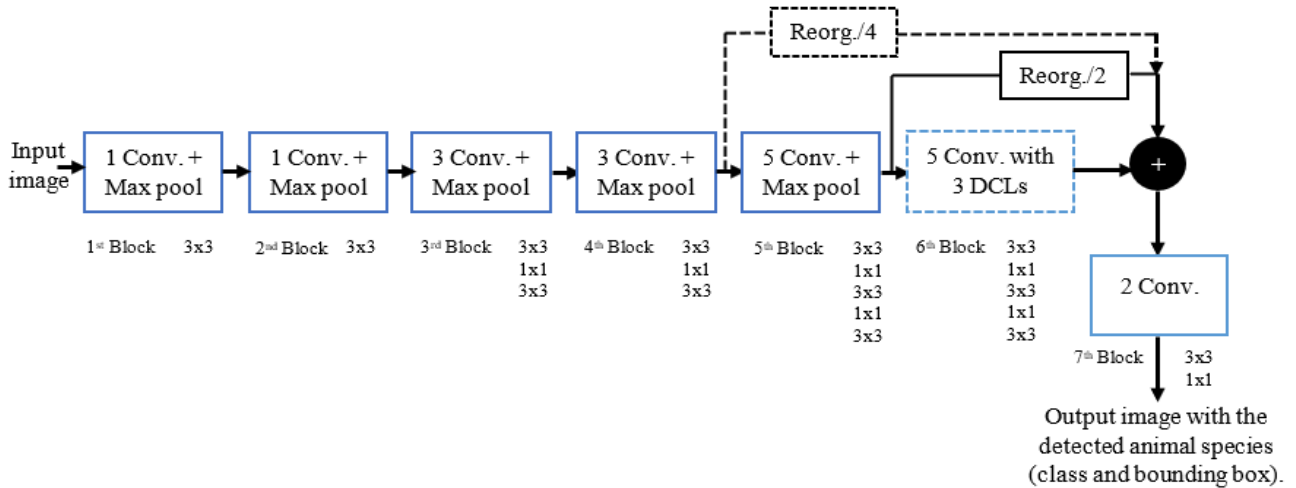 Reorg./4
Reorg./2
Input
image
1 Conv. +
Max pool
1 Conv. +
Max pool
3 Conv. +
Max pool
3 Conv. +
Max pool
5 Conv. +
Max pool
5 Conv. with
3 DCLs
+
1st Block 3x3
2nd Block 3x3
3rd Block 3x3
1x1
3x3
4th Block 3x3
1x1
3x3
5th Block 3x3
1x1
3x3
1x1
3x3
6th Block 3x3
1x1
3x3
1x1
3x3
2 Conv.
7th Block 3x3
1x1
Output image with the
detected animal species
(class and bounding box).